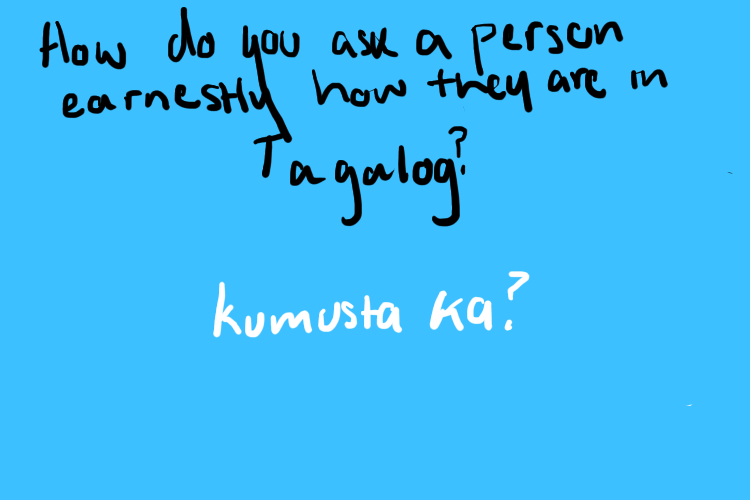 How do you ask a person
earnestly how they are in
Tagalog?
kumusta ka?